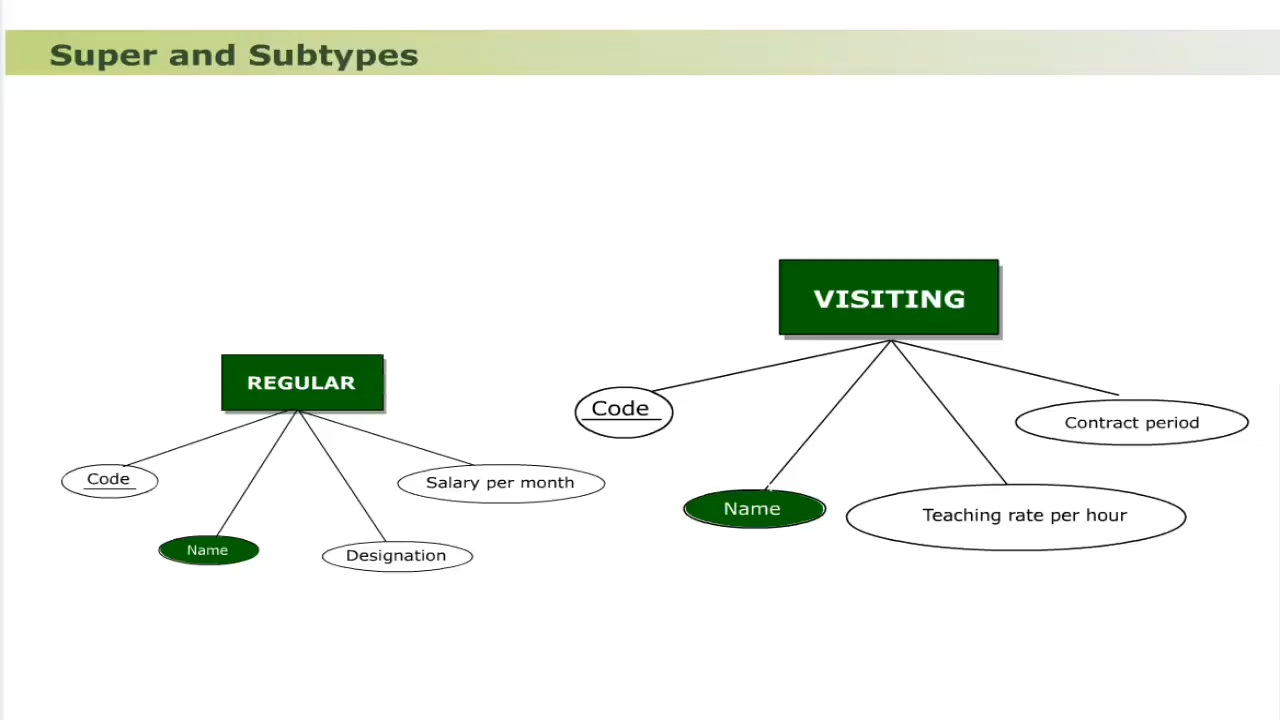 Super and Subtypes
VISITING
REGULAR
Code
Contract period
Code
Salary per month
Name
Teaching rate per hour
Name
Designation